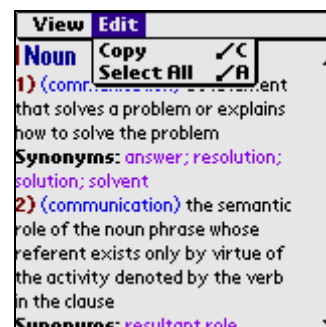 View Edit
Noun
Copy /C
Select All /A
1) (comm
that solves a problem or explains
how to solve the problem
Synonyms: answer; resolution;
solution; solvent
2) (communication) the semantic
role of the noun phrase whose
referent exists only by virtue of
the activity denoted by the verb
in the clause
Synonyms: resultant role